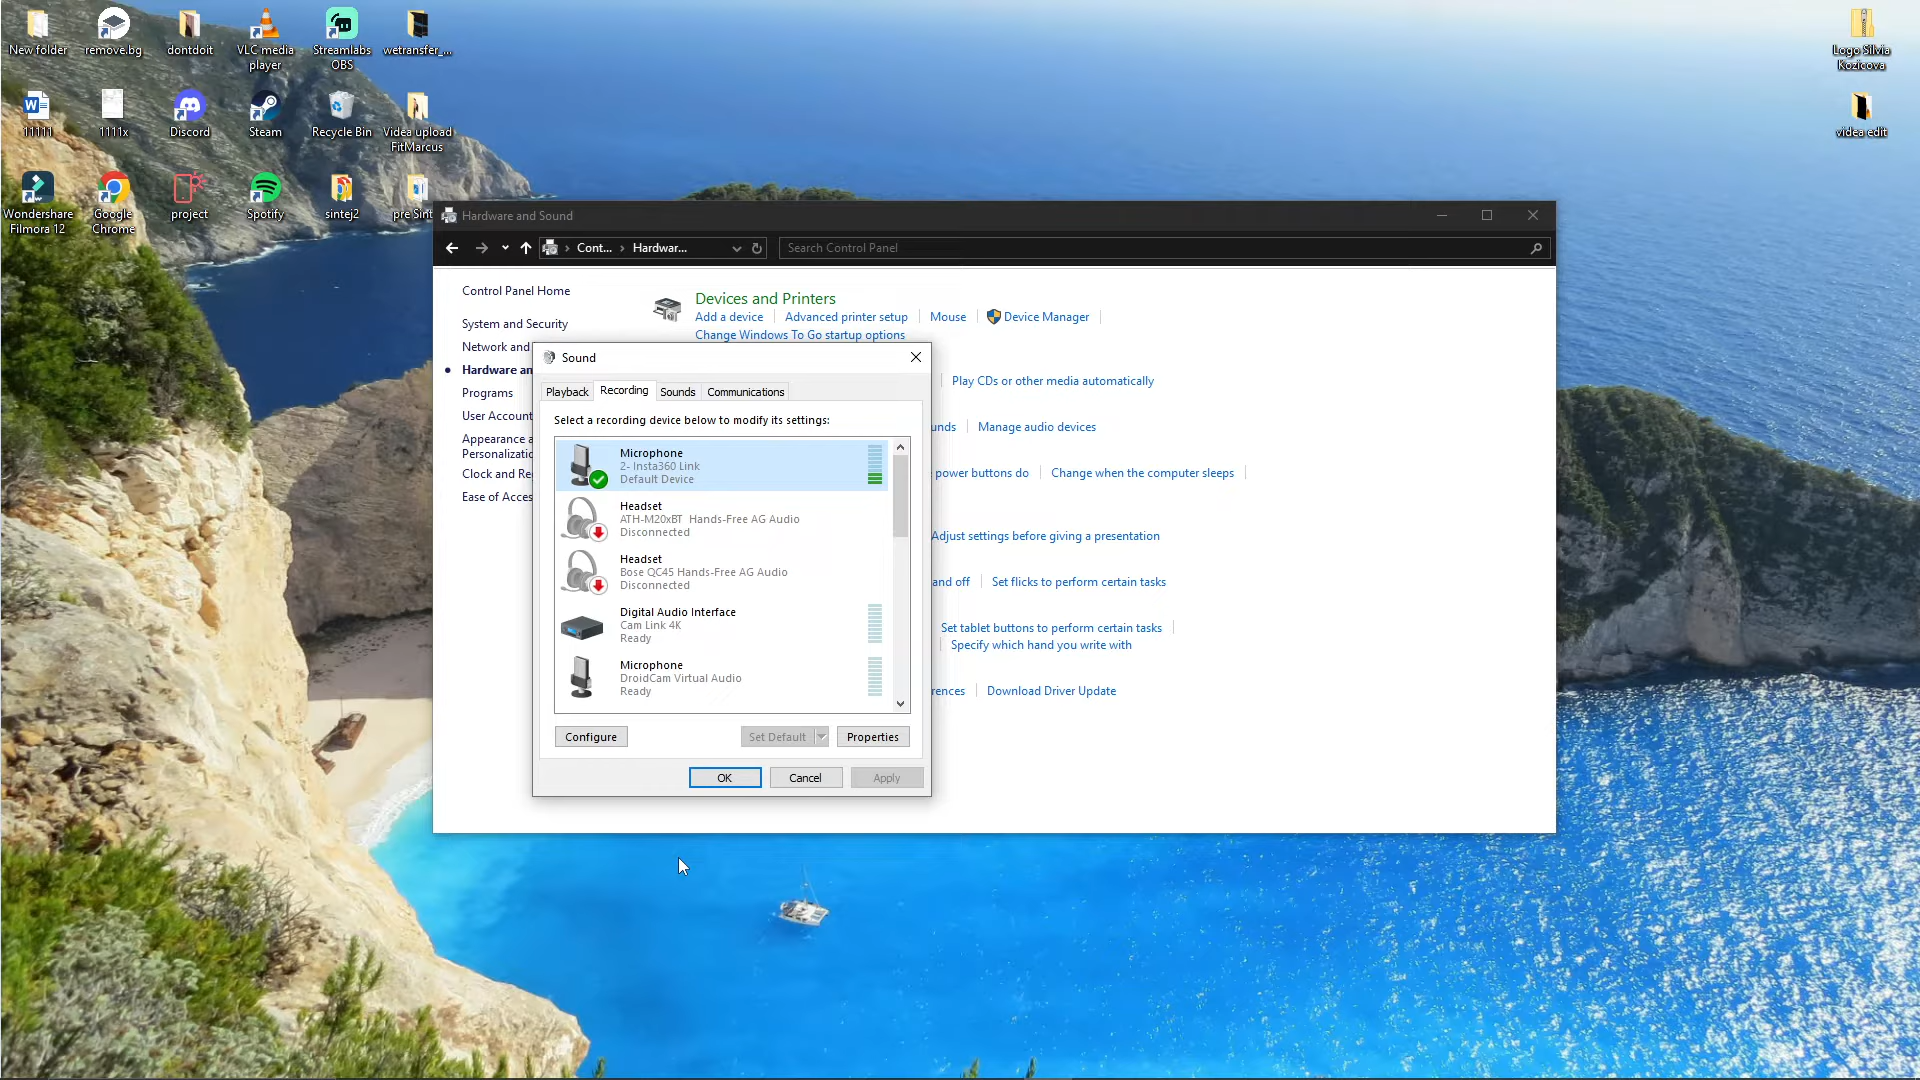 New folder
remove.bg
dontdoit
VLC media
player
Streamlabs
OBS
wetransfer_...
Logo Silvia
Kozicova
11111
1111x
Discord
Steam
Recycle Bin
Videa upload
FitMarcus
videa edit
Wondershare
Filmora 12
Google
Chrome
project
Spotify
sintej2
pre Sint
Hardware and Sound
Cont...
Hardwar...
Search Control Panel
Control Panel Home
System and Security
Network and
Hardware an
Programs
User Account
Appearance a
Personalizatio
Clock and Re
Ease of Acces
Devices and Printers
Add a device
Advanced printer setup
Mouse
Device Manager
Change Windows To Go startup options
Play CDs or other media automatically
unds
Manage audio devices
power buttons do
Change when the computer sleeps
Adjust settings before giving a presentation
and off
Set flicks to perform certain tasks
Set tablet buttons to perform certain tasks
Specify which hand you write with
rences
Download Driver Update
Sound
Playback
Recording
Sounds
Communications
Select a recording device below to modify its settings:
Microphone
2- Insta360 Link
Default Device
Headset
ATH-M20xBT Hands-Free AG Audio
Disconnected
Headset
Bose QC45 Hands-Free AG Audio
Disconnected
Digital Audio Interface
Cam Link 4K
Ready
Microphone
DroidCam Virtual Audio
Ready
Configure
Set Default
Properties
OK
Cancel
Apply